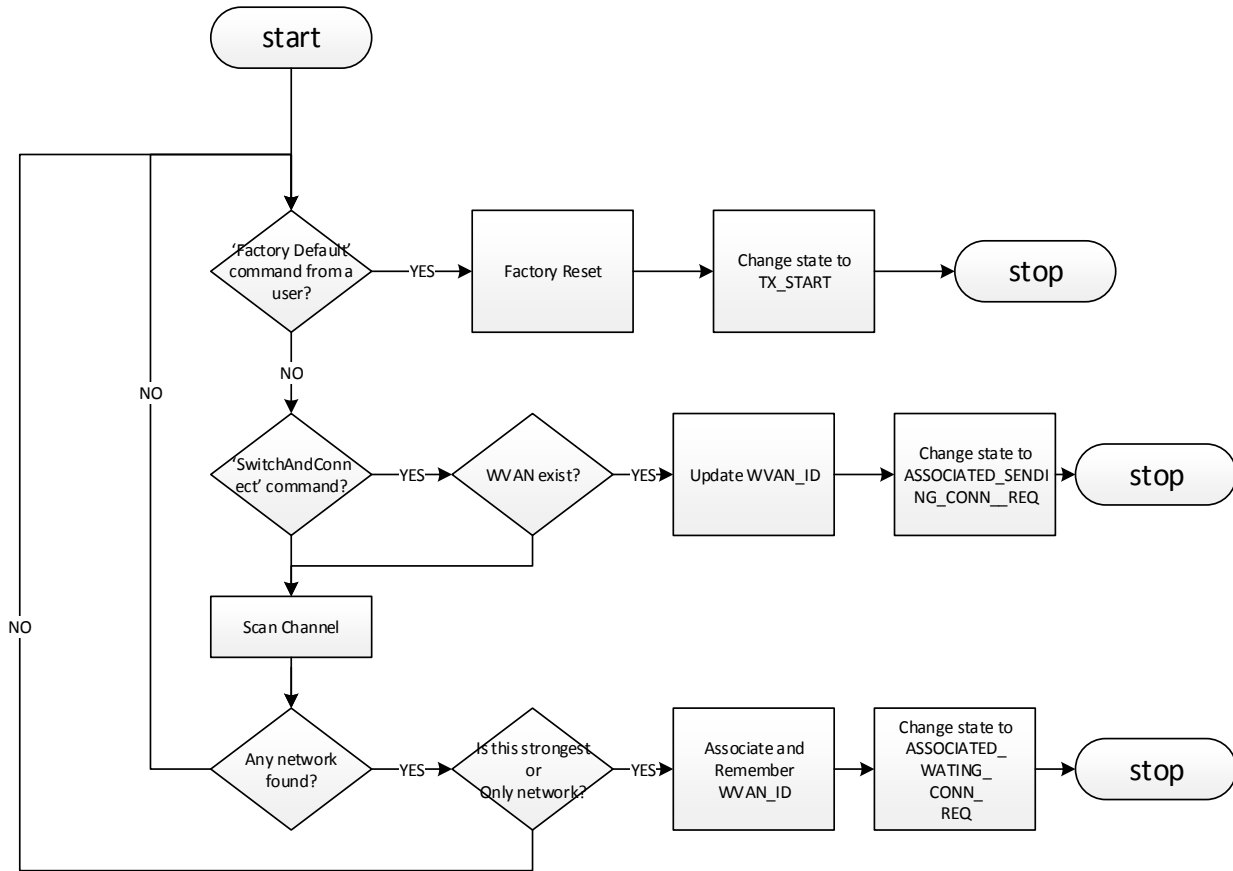 start
'Factory Default'
command from a
user?
YES
Factory Reset
Change state to
TX_START
stop
NO
NO
'SwitchAndConn
ect' command?
YES
WVAN exist?
YES
Update WVAN_ID
Change state to
ASSOCIATED_SENDI
NG_CONN__REQ
stop
NO
Scan Channel
Any network
found?
YES
Is this strongest
or
Only network?
YES
Associate and
Remember
WVAN_ID
Change state to
ASSOCIATED_
WATING_
CONN_
REQ
stop